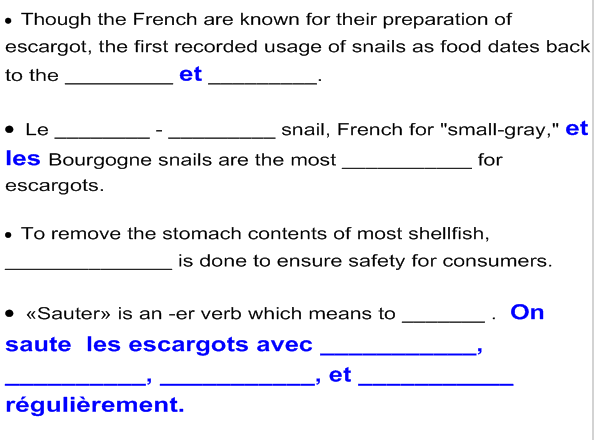 • Though the French are known for their preparation of
escargot, the first recorded usage of snails as food dates back
to the __________ et __________.
• Le _________ - __________ snail, French for "small-gray," et
les Bourgogne snails are the most ____________ for
escargots.
• To remove the stomach contents of most shellfish,
________________ is done to ensure safety for consumers.
• «Sauter» is an -er verb which means to ________ . On
saute les escargots avec ____________,
___________, ____________, et ____________
régulièrement.